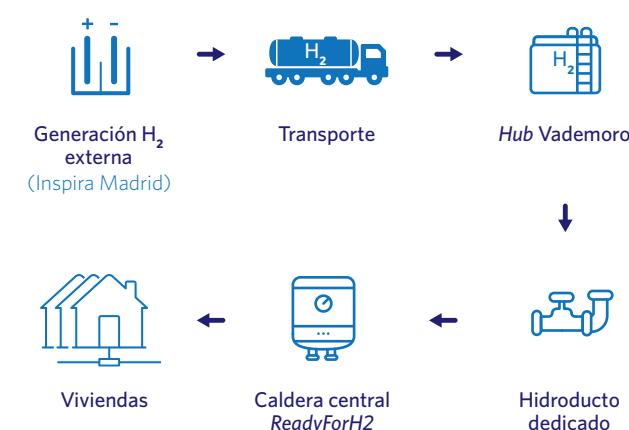 + -
H₂
H₂
Generación H₂
externa
(Inspira Madrid)
Transporte
Hub Vademoro
Viviendas
Caldera central
ReadyForH2
Hidroducto
dedicado